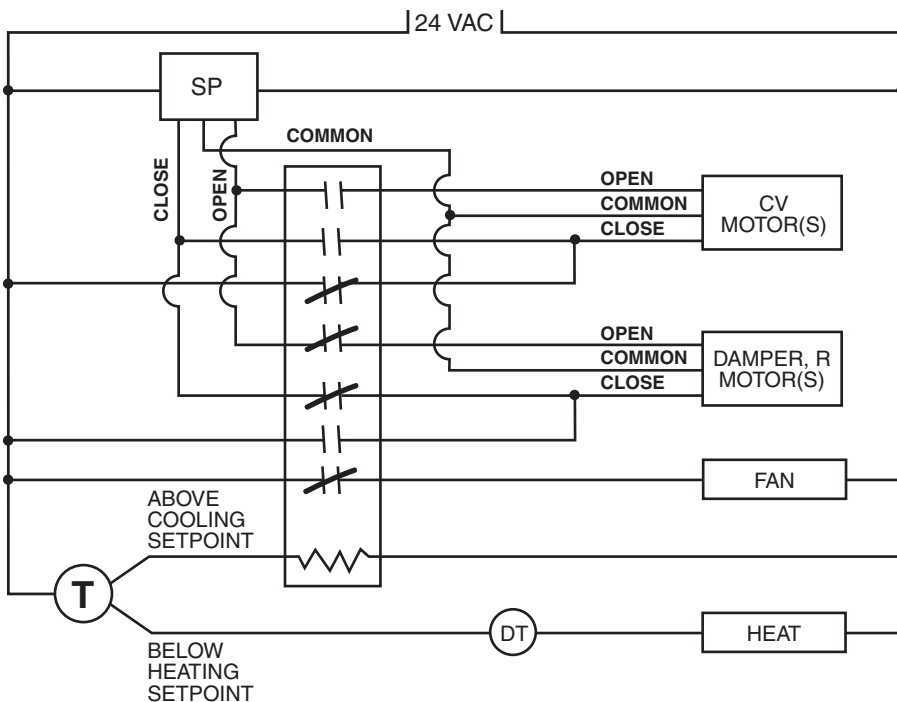 24 VAC
SP
COMMON
CLOSE
OPEN
OPEN
COMMON
CLOSE
CV
MOTOR(S)
OPEN
COMMON
CLOSE
DAMPER, R
MOTOR(S)
FAN
ABOVE
COOLING
SETPOINT
T
DT
HEAT
BELOW
HEATING
SETPOINT